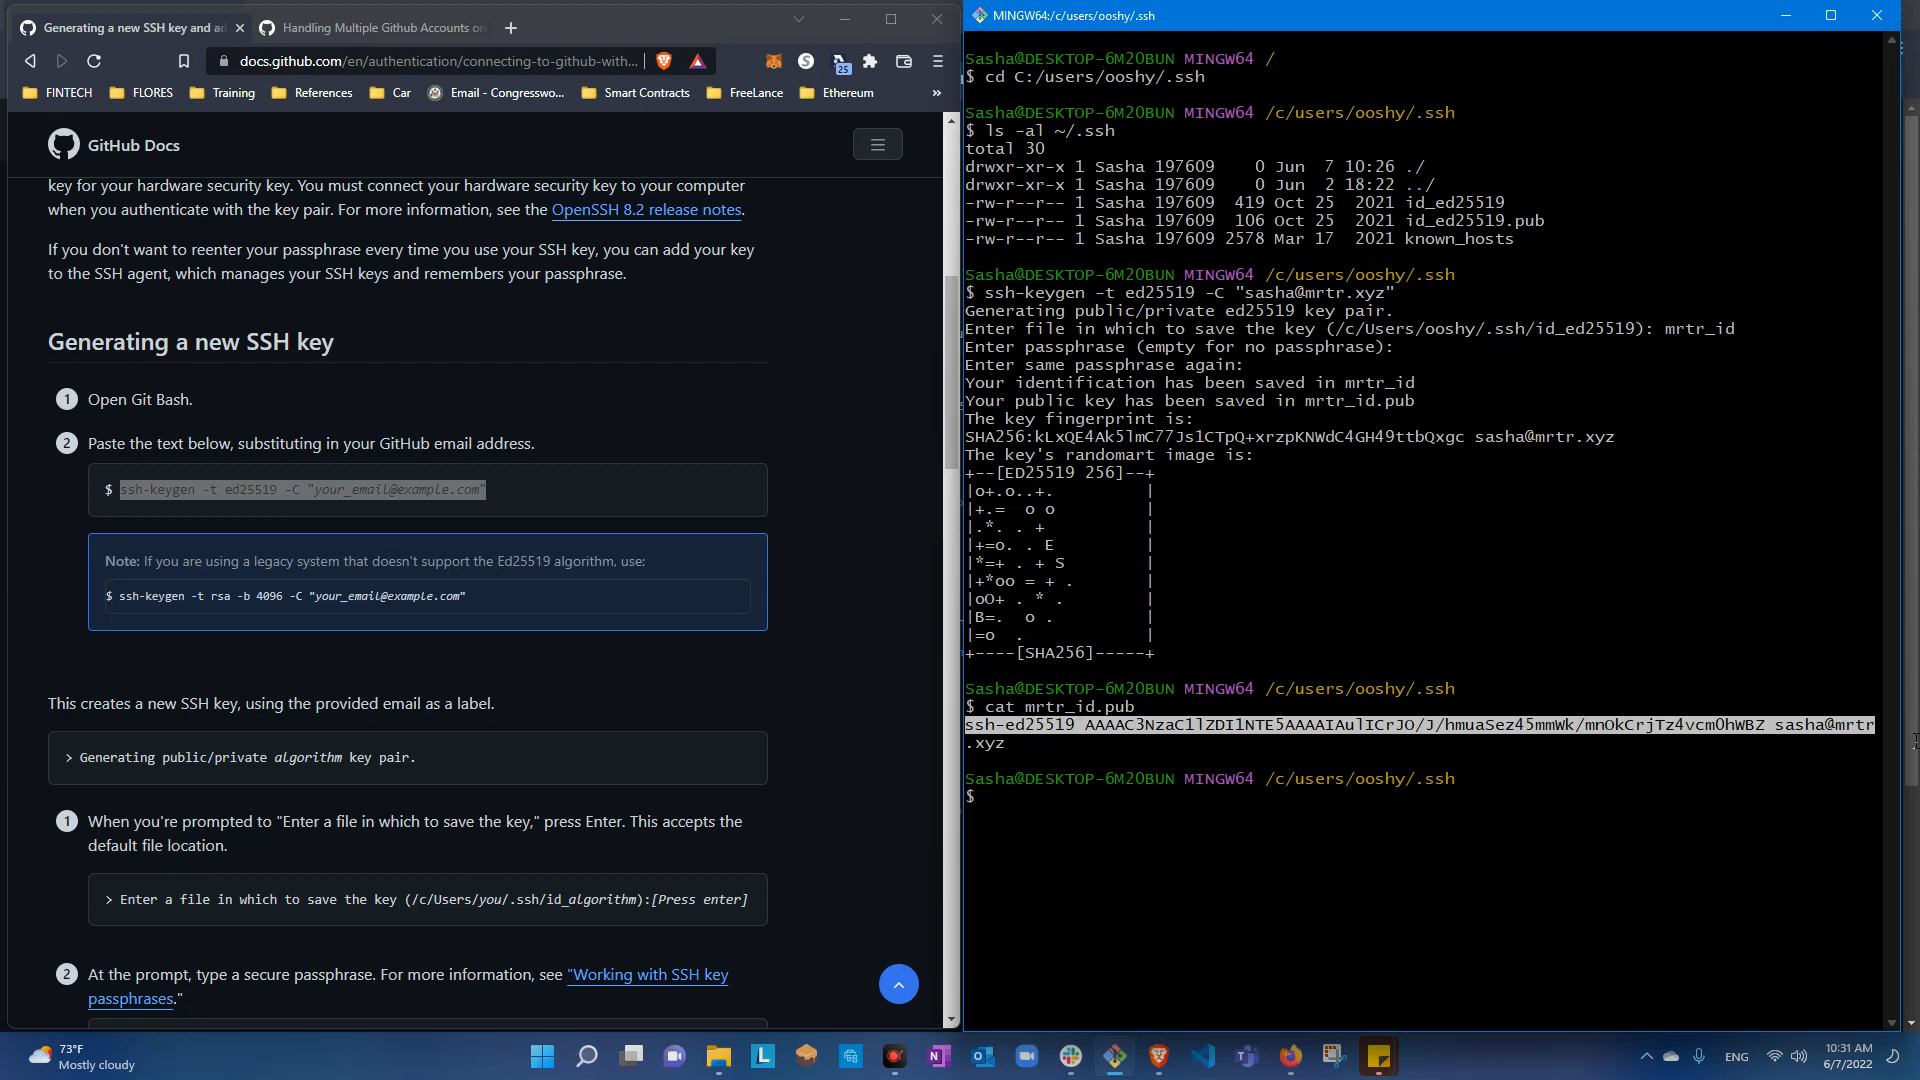 Generating a new SSH key and ad
Handling Multiple Github Accounts on
docs.github.com/en/authentication/connecting-to-github-with...
25
FINTECH
FLORES
Training
References
Car
Email - Congresswo...
Smart Contracts
FreeLance
Ethereum
»
GitHub Docs
key for your hardware security key. You must connect your hardware security key to your computer
when you authenticate with the key pair. For more information, see the OpenSSH 8.2 release notes.
If you don't want to reenter your passphrase every time you use your SSH key, you can add your key
to the SSH agent, which manages your SSH keys and remembers your passphrase.
Generating a new SSH key
1 Open Git Bash.
2 Paste the text below, substituting in your GitHub email address.
$ ssh-keygen -t ed25519 -C "your_email@example.com"
Note: If you are using a legacy system that doesn't support the Ed25519 algorithm, use:
$ ssh-keygen -t rsa -b 4096 -C "your_email@example.com"
This creates a new SSH key, using the provided email as a label.
> Generating public/private algorithm key pair.
1 When you're prompted to "Enter a file in which to save the key," press Enter. This accepts the
default file location.
> Enter a file in which to save the key (/c/Users/you/.ssh/id_algorithm):[Press enter]
2 At the prompt, type a secure passphrase. For more information, see "Working with SSH key
passphrases."
MINGW64:/c/users/ooshy/.ssh
Sasha@DESKTOP-6M2OBUN MINGW64 /
$ cd C:/users/ooshy/.ssh
Sasha@DESKTOP-6M2OBUN MINGW64 /c/users/ooshy/.ssh
$ ls -al ~/.ssh
total 30
drwxr-xr-x 1 Sasha 197609    0 Jun  7 10:26 ./
drwxr-xr-x 1 Sasha 197609    0 Jun  2 18:22 ../
-rw-r--r-- 1 Sasha 197609  419 Oct 25  2021 id_ed25519
-rw-r--r-- 1 Sasha 197609  106 Oct 25  2021 id_ed25519.pub
-rw-r--r-- 1 Sasha 197609 2578 Mar 17  2021 known_hosts
Sasha@DESKTOP-6M2OBUN MINGW64 /c/users/ooshy/.ssh
$ ssh-keygen -t ed25519 -C "sasha@mrtr.xyz"
Generating public/private ed25519 key pair.
Enter file in which to save the key (/c/Users/ooshy/.ssh/id_ed25519): mrtr_id
Enter passphrase (empty for no passphrase):
Enter same passphrase again:
Your identification has been saved in mrtr_id
Your public key has been saved in mrtr_id.pub
The key fingerprint is:
SHA256:kLxQE4Ak5lmC77Js1CTpQ+xrzpKNWdC4GH49ttbQxgc sasha@mrtr.xyz
The key's randomart image is:
+--[ED25519 256]--+
|o+.o..+.         |
|+.=  o o         |
|.*. . +          |
|+=o. . E         |
|*=+ . + S        |
|+*oo = + .       |
|oO+ . * .        |
|B=.  o .         |
|=o  .            |
+----[SHA256]-----+
Sasha@DESKTOP-6M2OBUN MINGW64 /c/users/ooshy/.ssh
$ cat mrtr_id.pub
ssh-ed25519 AAAAC3NzaC1lZDI1NTE5AAAAIAulICrJO/J/hmuaSez45mmWk/mnOkCrjTz4vcmOhWBZ sasha@mrtr
.xyz
Sasha@DESKTOP-6M2OBUN MINGW64 /c/users/ooshy/.ssh
$
73°F
Mostly cloudy
ENG
10:31 AM
6/7/2022